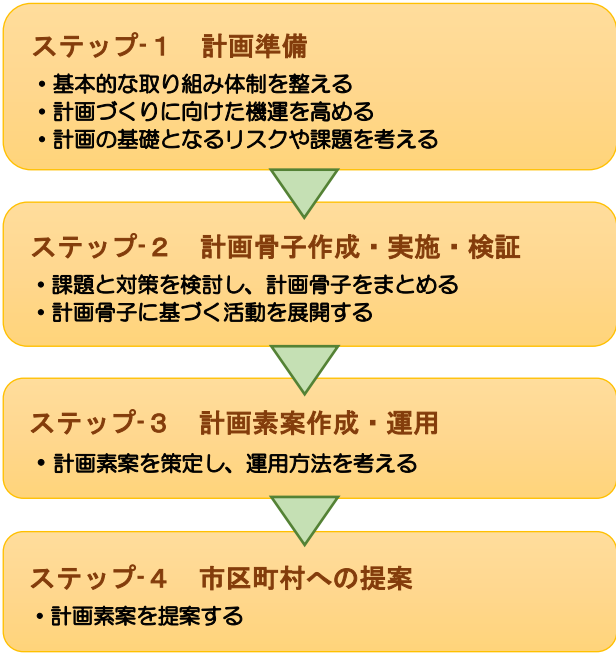 ステップ-1 計画準備
・基本的な取り組み体制を整える
・計画づくりに向けた機運を高める
・計画の基礎となるリスクや課題を考える
ステップ-2 計画骨子作成・実施・検証
・課題と対策を検討し、計画骨子をまとめる
・計画骨子に基づく活動を展開する
ステップ-3 計画素案作成・運用
・計画素案を策定し、運用方法を考える
ステップ-4 市区町村への提案
・計画素案を提案する